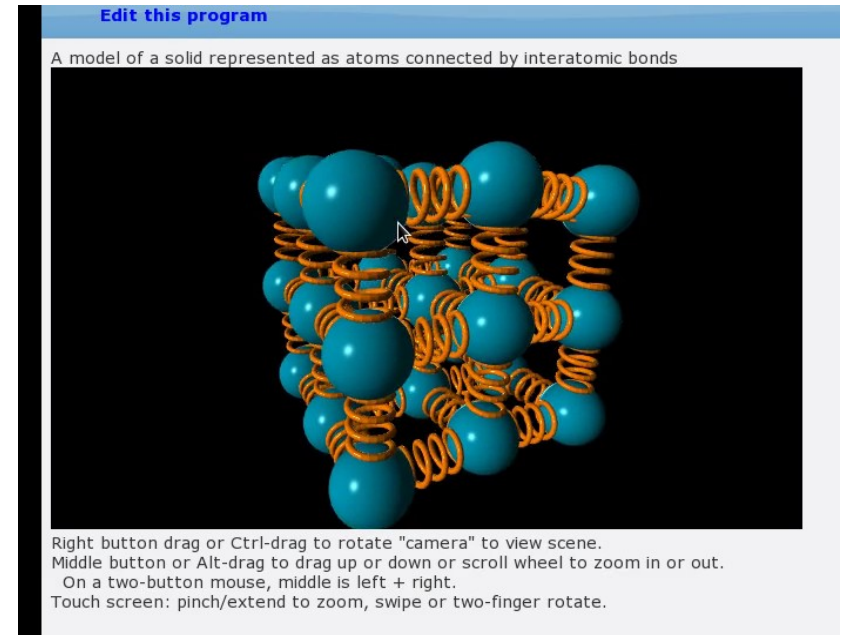 Edit this program
A model of a solid represented as atoms connected by interatomic bonds
Right button drag or Ctrl-drag to rotate "camera" to view scene.
Middle button or Alt-drag to drag up or down or scroll wheel to zoom in or out.
On a two-button mouse, middle is left + right.
Touch screen: pinch/extend to zoom, swipe or two-finger rotate.